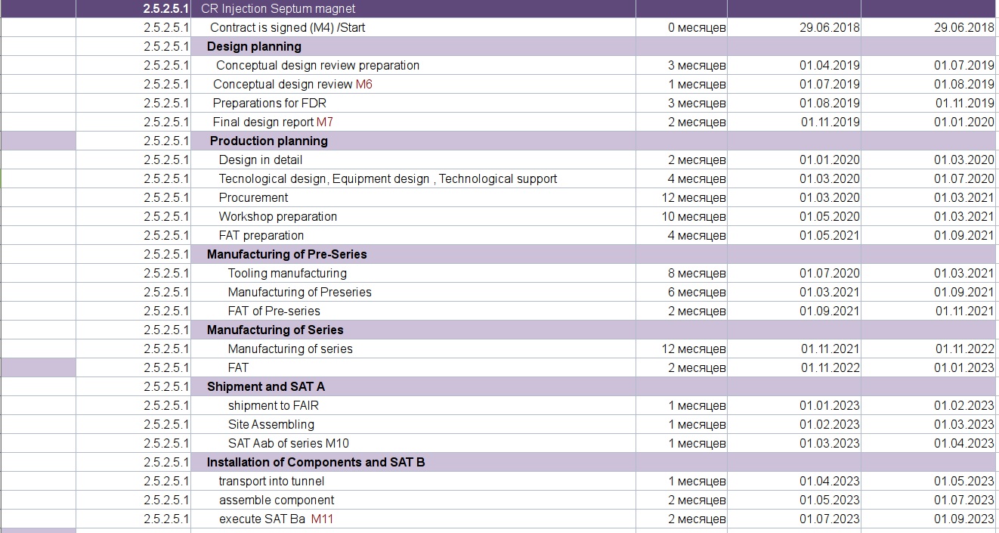 2.5.2.5.1 CR Injection Septum magnet
2.5.2.5.1 Contract is signed (M4) /Start 0 месяцев 29.06.2018 29.06.2018
2.5.2.5.1 Design planning
2.5.2.5.1 Conceptual design review preparation 3 месяцев 01.04.2019 01.07.2019
2.5.2.5.1 Conceptual design review M6 1 месяцев 01.07.2019 01.08.2019
2.5.2.5.1 Preparations for FDR 3 месяцев 01.08.2019 01.11.2019
2.5.2.5.1 Final design report M7 2 месяцев 01.11.2019 01.01.2020
2.5.2.5.1 Production planning
2.5.2.5.1 Design in detail 2 месяцев 01.01.2020 01.03.2020
2.5.2.5.1 Tecnological design, Equipment design , Technological support 4 месяцев 01.03.2020 01.07.2020
2.5.2.5.1 Procurement 12 месяцев 01.03.2020 01.03.2021
2.5.2.5.1 Workshop preparation 10 месяцев 01.05.2020 01.03.2021
2.5.2.5.1 FAT preparation 4 месяцев 01.05.2021 01.09.2021
2.5.2.5.1 Manufacturing of Pre-Series
2.5.2.5.1 Tooling manufacturing 8 месяцев 01.07.2020 01.03.2021
2.5.2.5.1 Manufacturing of Preseries 6 месяцев 01.03.2021 01.09.2021
2.5.2.5.1 FAT of Pre-series 2 месяцев 01.09.2021 01.11.2021
2.5.2.5.1 Manufacturing of Series
2.5.2.5.1 Manufacturing of series 12 месяцев 01.11.2021 01.11.2022
2.5.2.5.1 FAT 2 месяцев 01.11.2022 01.01.2023
2.5.2.5.1 Shipment and SAT A
2.5.2.5.1 shipment to FAIR 1 месяцев 01.01.2023 01.02.2023
2.5.2.5.1 Site Assembling 1 месяцев 01.02.2023 01.03.2023
2.5.2.5.1 SAT Aab of series M10 1 месяцев 01.03.2023 01.04.2023
2.5.2.5.1 Installation of Components and SAT B
2.5.2.5.1 transport into tunnel 1 месяцев 01.04.2023 01.05.2023
2.5.2.5.1 assemble component 2 месяцев 01.05.2023 01.07.2023
2.5.2.5.1 execute SAT Ba M11 2 месяцев 01.07.2023 01.09.2023